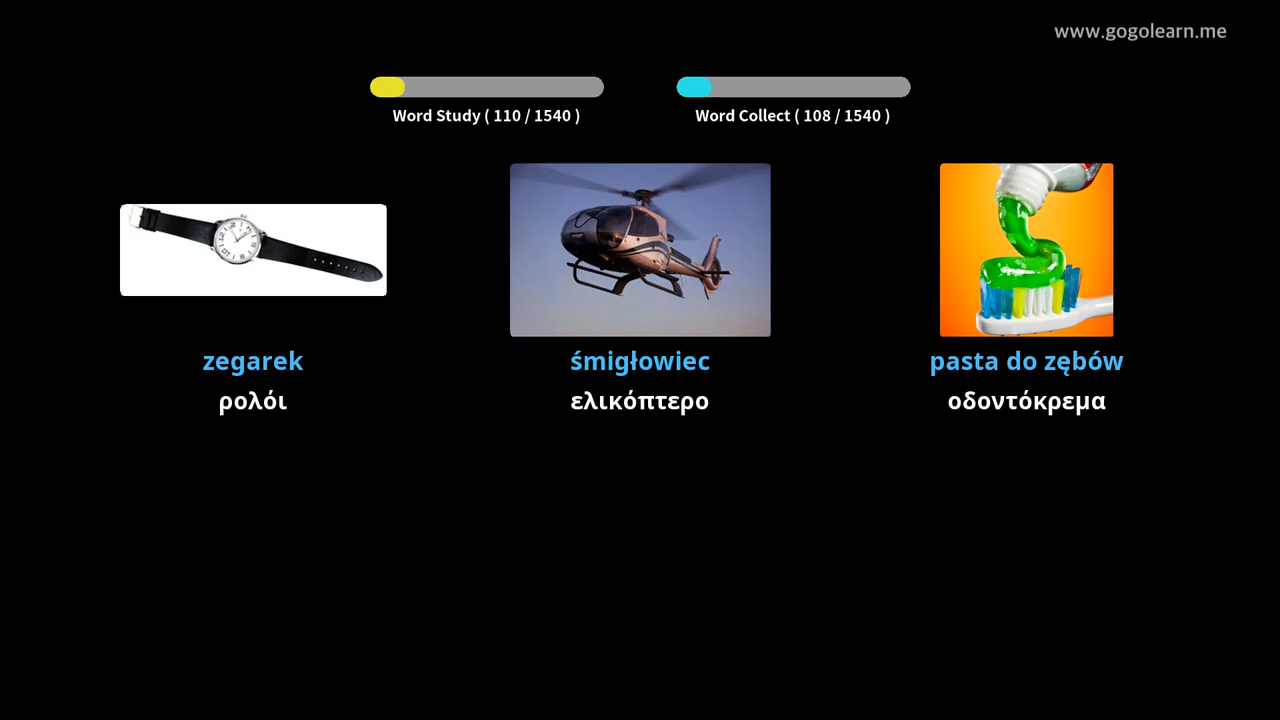 www.gogolearn.me
Word Study ( 110 / 1540 )
Word Collect ( 108 / 1540 )
zegarek
śmigłowiec
pasta do zębów
ρολόι
ελικόπτερο
οδοντόκρεμα